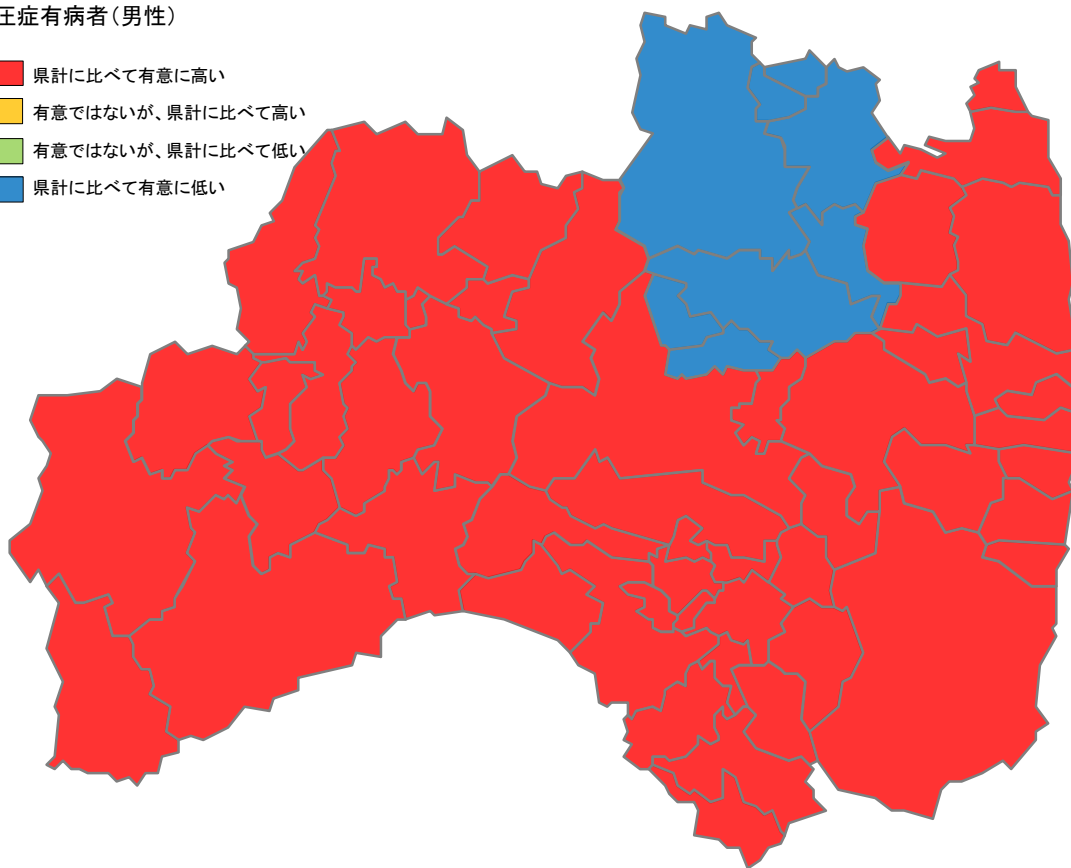 圧症有病者（男性）
県計に比べて有意に高い
有意ではないが、県計に比べて高い
有意ではないが、県計に比べて低い
県計に比べて有意に低い